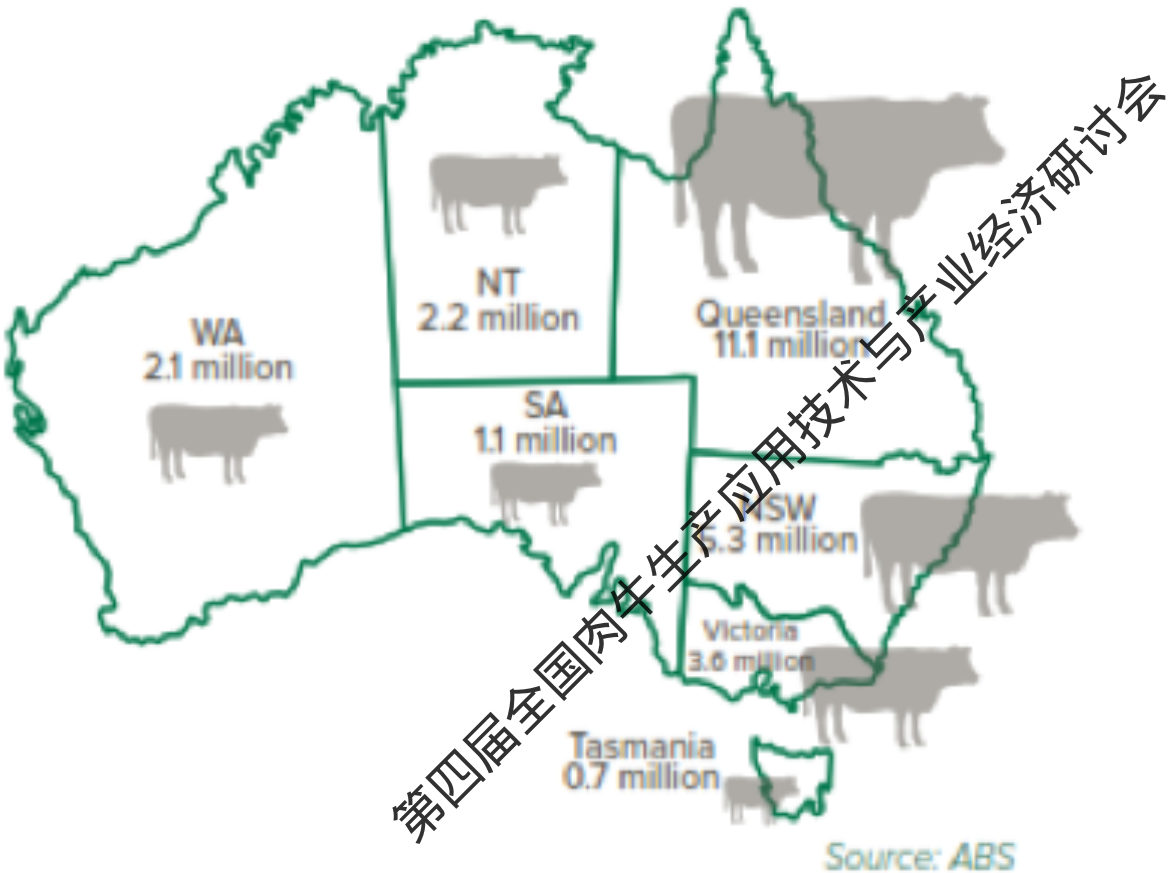 NT
2.2 million
WA
2.1 million
Queensland
11.1 million
SA
1.1 million
NSW
5.3 million
Victoria
3.6 million
Tasmania
0.7 million
Source: ABS
第四届全国肉牛生产应用技术与产业经济研讨会